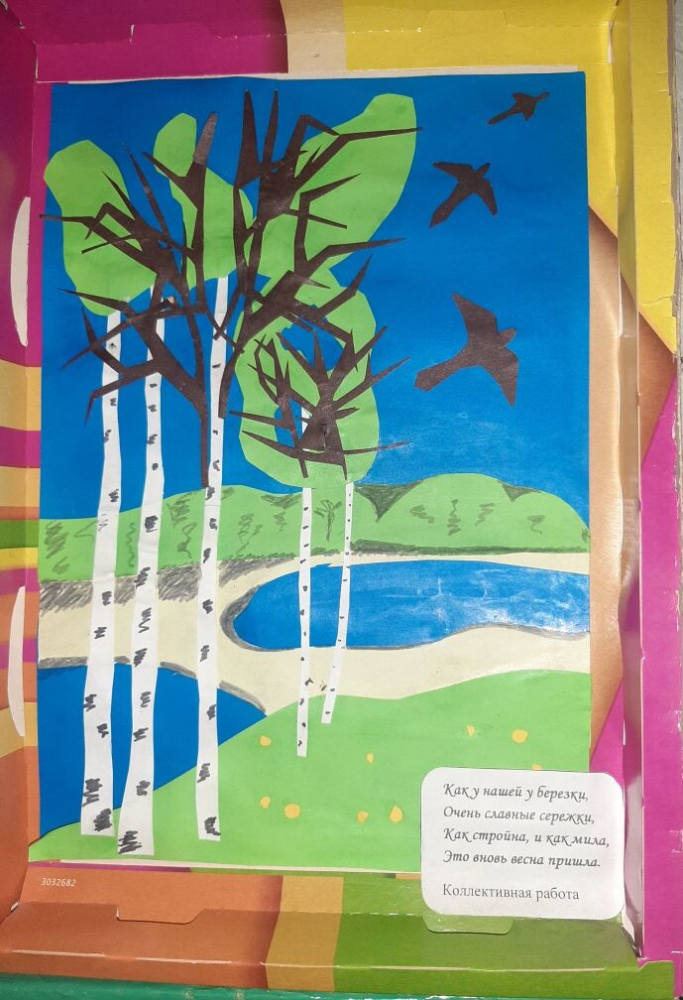 Как у нашей у березки,
Очень славные сережки,
Как стройна, и как мила,
Это вновь весна пришла.
Коллективная работа
3032682